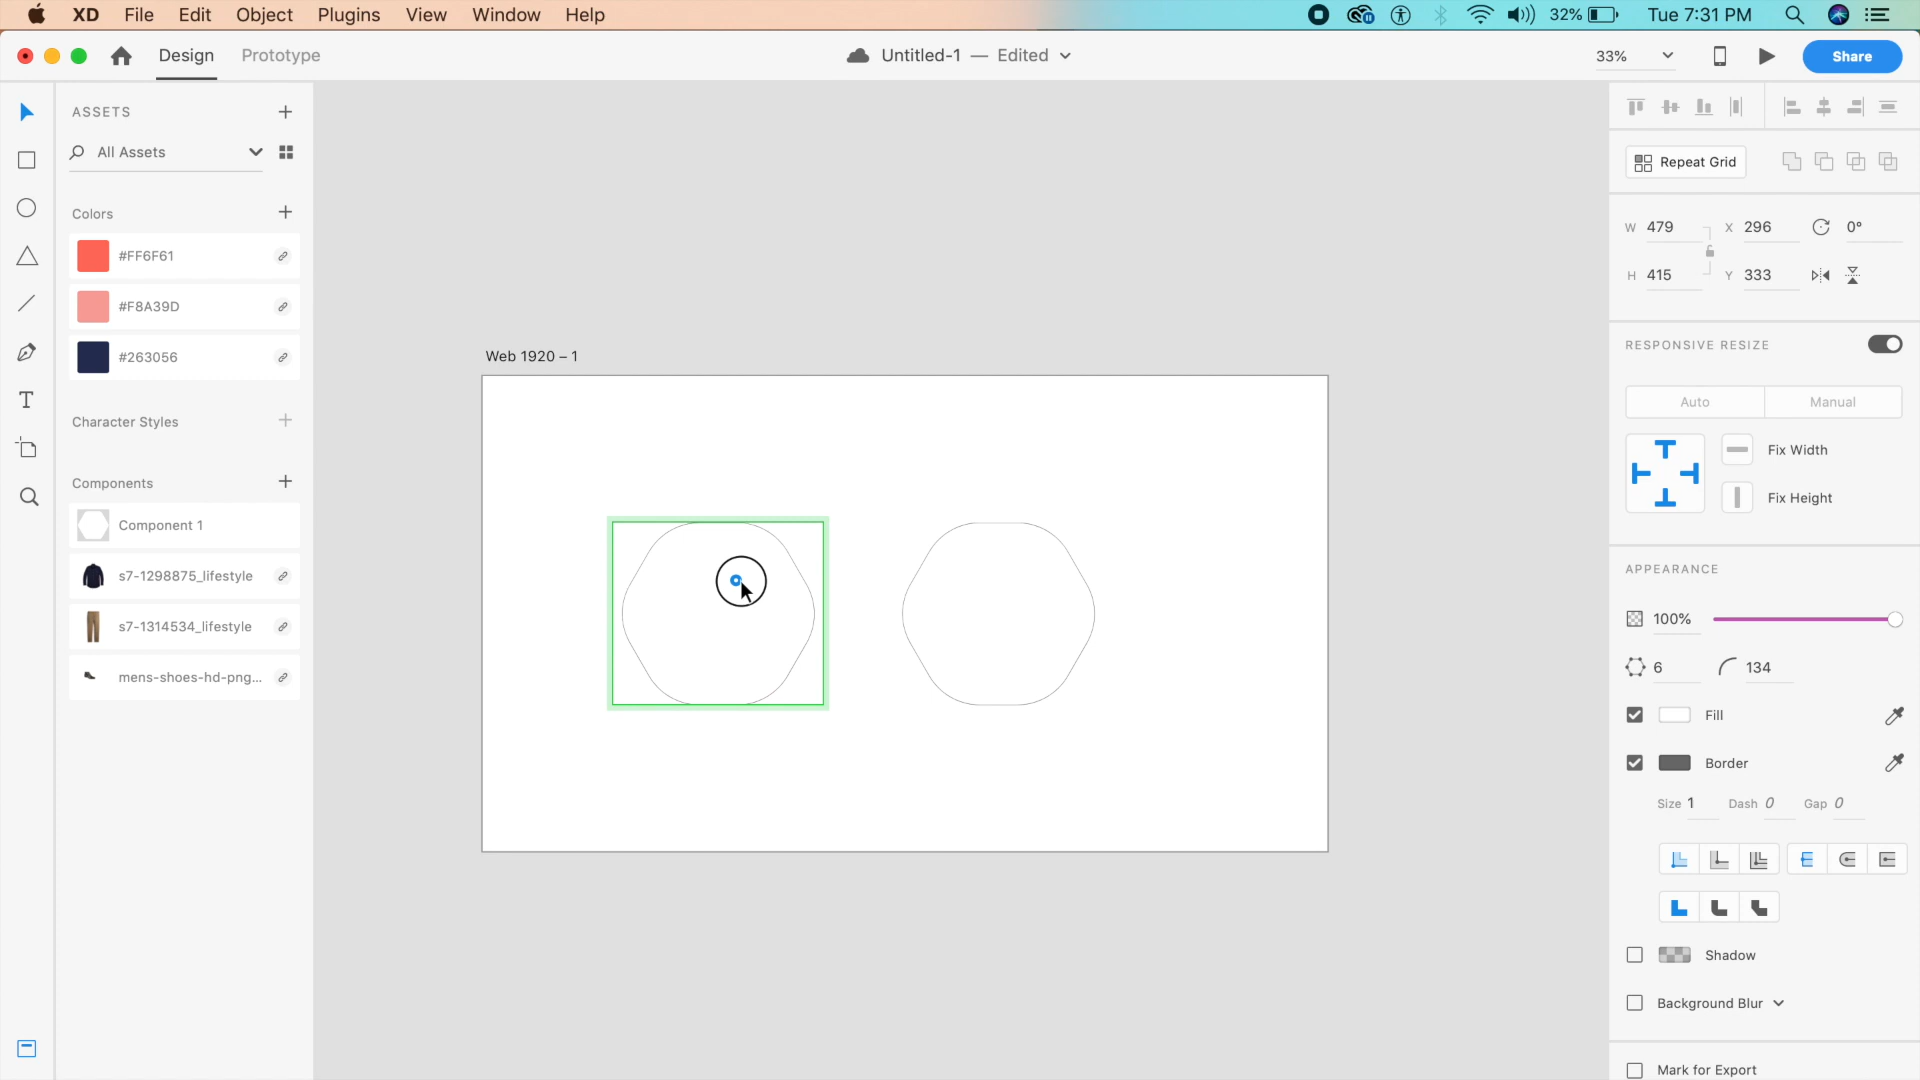 XD File Edit Object Plugins View Window Help 32% Tue 7:31 PM
Design Prototype Untitled-1 — Edited 33% Share
ASSETS
All Assets
Colors
#FF6F61
#F8A39D
#263056
Character Styles
Components
Component 1
s7-1298875_lifestyle
s7-1314534_lifestyle
mens-shoes-hd-png...
Web 1920 – 1
Repeat Grid
W 479 X 296 0°
H 415 Y 333
RESPONSIVE RESIZE
Auto Manual
Fix Width
Fix Height
APPEARANCE
100%
6 134
Fill
Border
Size 1 Dash 0 Gap 0
Shadow
Background Blur
Mark for Export